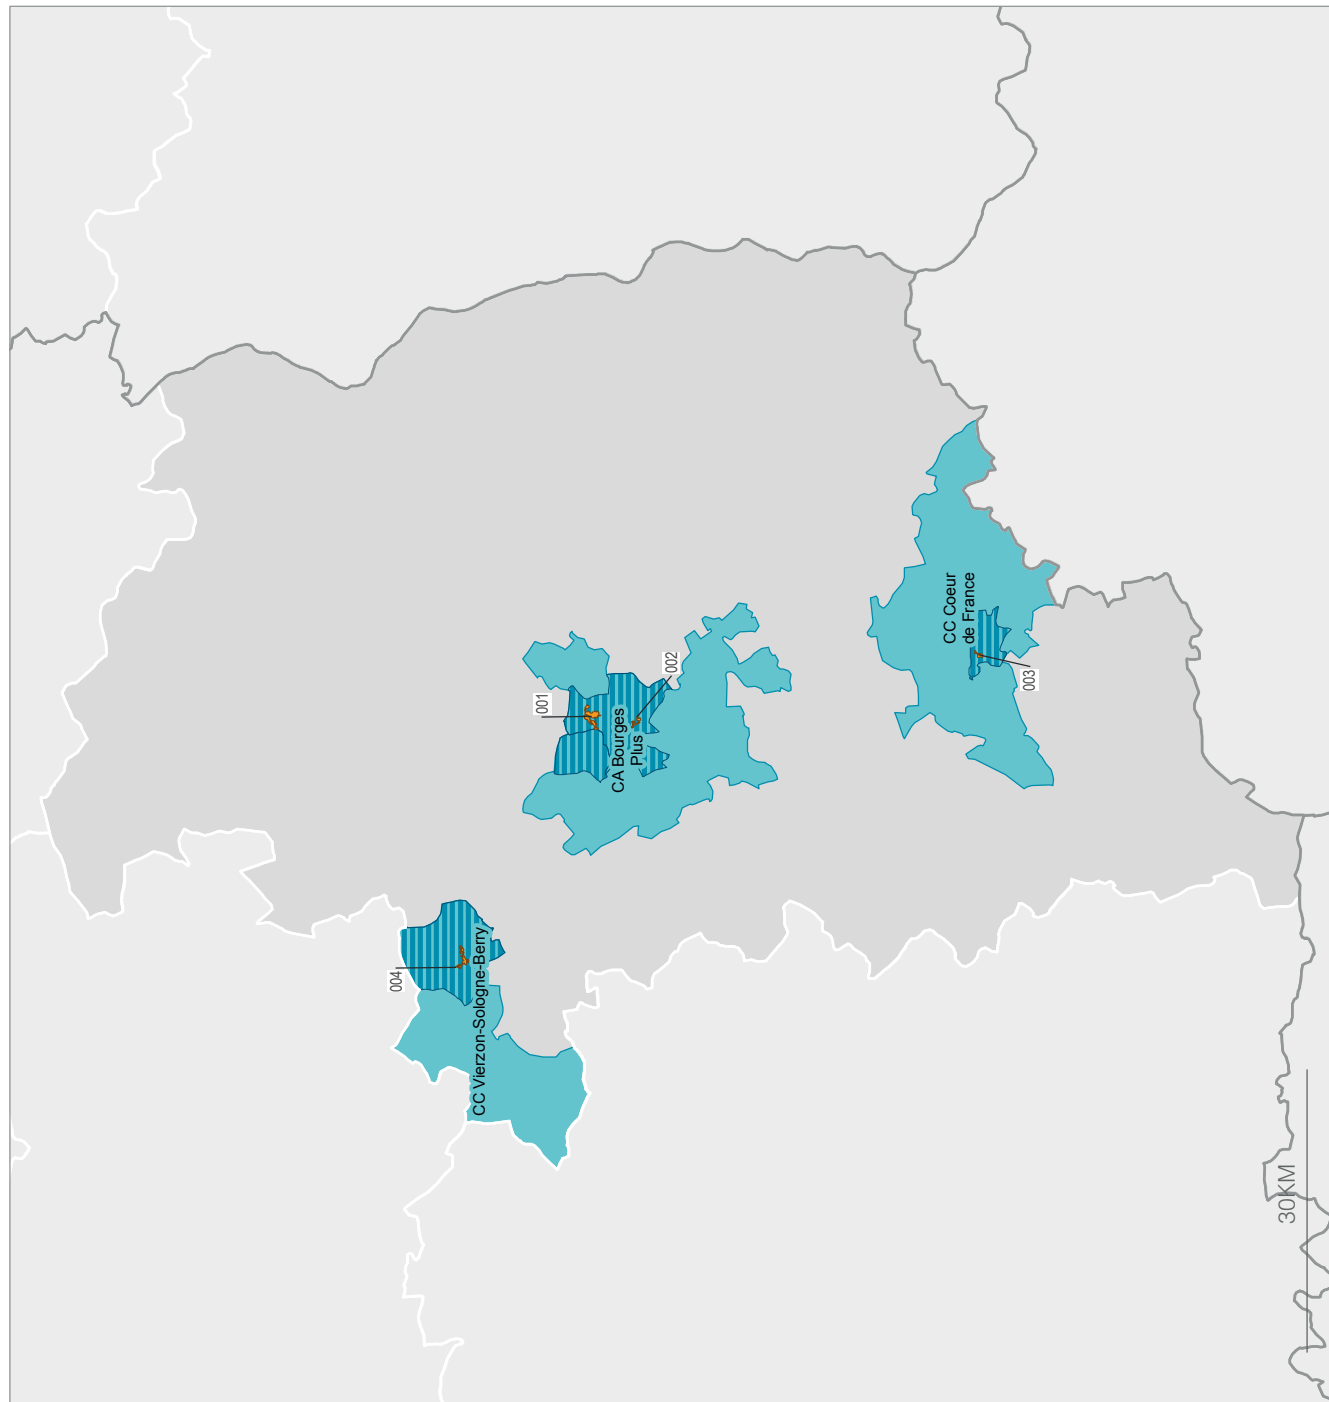 004
CC Vierzon-Sologne-Berry
001
CA Bourges
Plus
002
CC Coeur
de France
003
30KM